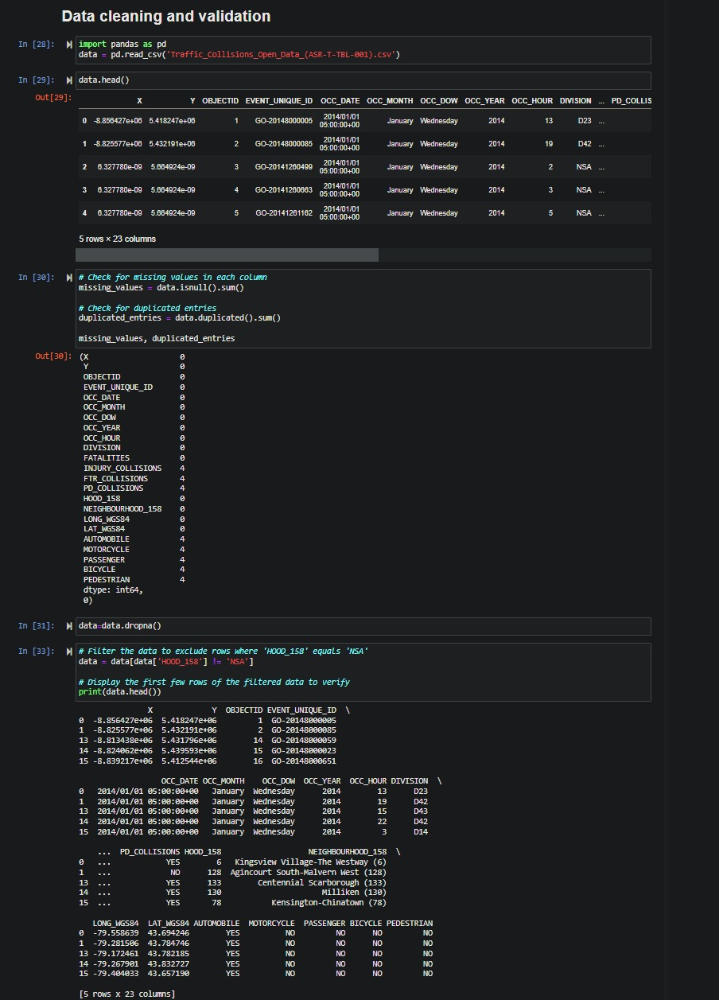 Data cleaning and validation
In [28]: import pandas as pd
data = pd.read_csv('Traffic_Collisions_Open_Data_(ASR-T-TBL-001).csv')
In [29]: data.head()
Out[29]:
X Y OBJECTID EVENT_UNIQUE_ID OCC_DATE OCC_MONTH OCC_DOW OCC_YEAR OCC_HOUR DIVISION ... PD_COLLIS
0 -8.856427e+06 5.418247e+06 1 GO-20148000005 2014/01/01 05:00:00+00 January Wednesday 2014 13 D23 ...
1 -8.825577e+06 5.432191e+06 2 GO-20148000085 2014/01/01 05:00:00+00 January Wednesday 2014 19 D42 ...
2 6.327780e-09 5.664924e-09 3 GO-20141260499 2014/01/01 05:00:00+00 January Wednesday 2014 2 NSA ...
3 6.327780e-09 5.664924e-09 4 GO-20141260663 2014/01/01 05:00:00+00 January Wednesday 2014 3 NSA ...
4 6.327780e-09 5.664924e-09 5 GO-20141261162 2014/01/01 05:00:00+00 January Wednesday 2014 5 NSA ...
5 rows × 23 columns
In [30]: # Check for missing values in each column
missing_values = data.isnull().sum()
# Check for duplicated entries
duplicated_entries = data.duplicated().sum()
missing_values, duplicated_entries
Out[30]: (X 0
Y 0
OBJECTID 0
EVENT_UNIQUE_ID 0
OCC_DATE 0
OCC_MONTH 0
OCC_DOW 0
OCC_YEAR 0
OCC_HOUR 0
DIVISION 0
FATALITIES 0
INJURY_COLLISIONS 4
FTR_COLLISIONS 4
PD_COLLISIONS 4
HOOD_158 0
NEIGHBOURHOOD_158 0
LONG_WGS84 0
LAT_WGS84 0
AUTOMOBILE 4
MOTORCYCLE 4
PASSENGER 4
BICYCLE 4
PEDESTRIAN 4
dtype: int64,
0)
In [31]: data=data.dropna()
In [33]: # Filter the data to exclude rows where 'HOOD_158' equals 'NSA'
data = data[data['HOOD_158'] != 'NSA']
# Display the first few rows of the filtered data to verify
print(data.head())
X Y OBJECTID EVENT_UNIQUE_ID \
0 -8.856427e+06 5.418247e+06 1 GO-20148000005
1 -8.825577e+06 5.432191e+06 2 GO-20148000085
13 -8.813438e+06 5.431796e+06 14 GO-20148000059
14 -8.824062e+06 5.439593e+06 15 GO-20148000023
15 -8.839217e+06 5.412544e+06 16 GO-20148000651
OCC_DATE OCC_MONTH OCC_DOW OCC_YEAR OCC_HOUR DIVISION \
0 2014/01/01 05:00:00+00 January Wednesday 2014 13 D23
1 2014/01/01 05:00:00+00 January Wednesday 2014 19 D42
13 2014/01/01 05:00:00+00 January Wednesday 2014 15 D43
14 2014/01/01 05:00:00+00 January Wednesday 2014 22 D42
15 2014/01/01 05:00:00+00 January Wednesday 2014 3 D14
... PD_COLLISIONS HOOD_158 NEIGHBOURHOOD_158 \
0 ... YES 6 Kingsview Village-The Westway (6)
1 ... NO 128 Agincourt South-Malvern West (128)
13 ... YES 133 Centennial Scarborough (133)
14 ... YES 130 Milliken (130)
15 ... YES 78 Kensington-Chinatown (78)
LONG_WGS84 LAT_WGS84 AUTOMOBILE MOTORCYCLE PASSENGER BICYCLE PEDESTRIAN
0 -79.558639 43.694246 YES NO NO NO NO
1 -79.281506 43.784746 YES NO NO NO NO
13 -79.172461 43.782185 YES NO NO NO NO
14 -79.267901 43.832727 YES NO NO NO NO
15 -79.404033 43.657190 YES NO NO NO NO
[5 rows x 23 columns]